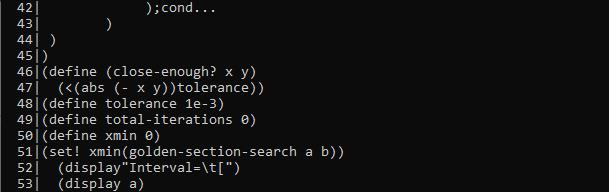 42|               );cond...
43|         )
44| )
45|)
46|(define (close-enough? x y)
47|  (<(abs (- x y))tolerance))
48|(define tolerance 1e-3)
49|(define total-iterations 0)
50|(define xmin 0)
51|(set! xmin(golden-section-search a b))
52|  (display"Interval=\t[")
53|  (display a)